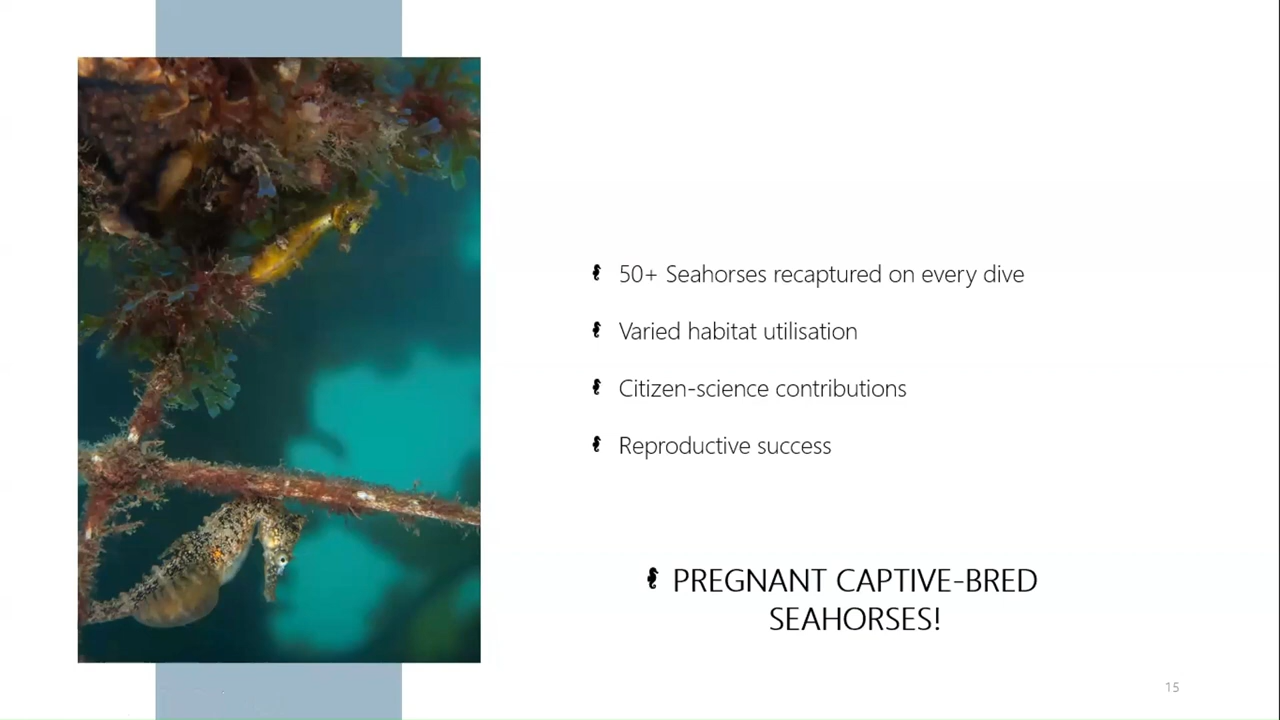 50+ Seahorses recaptured on every dive
Varied habitat utilisation
Citizen-science contributions
Reproductive success
PREGNANT CAPTIVE-BRED
SEAHORSES!
15